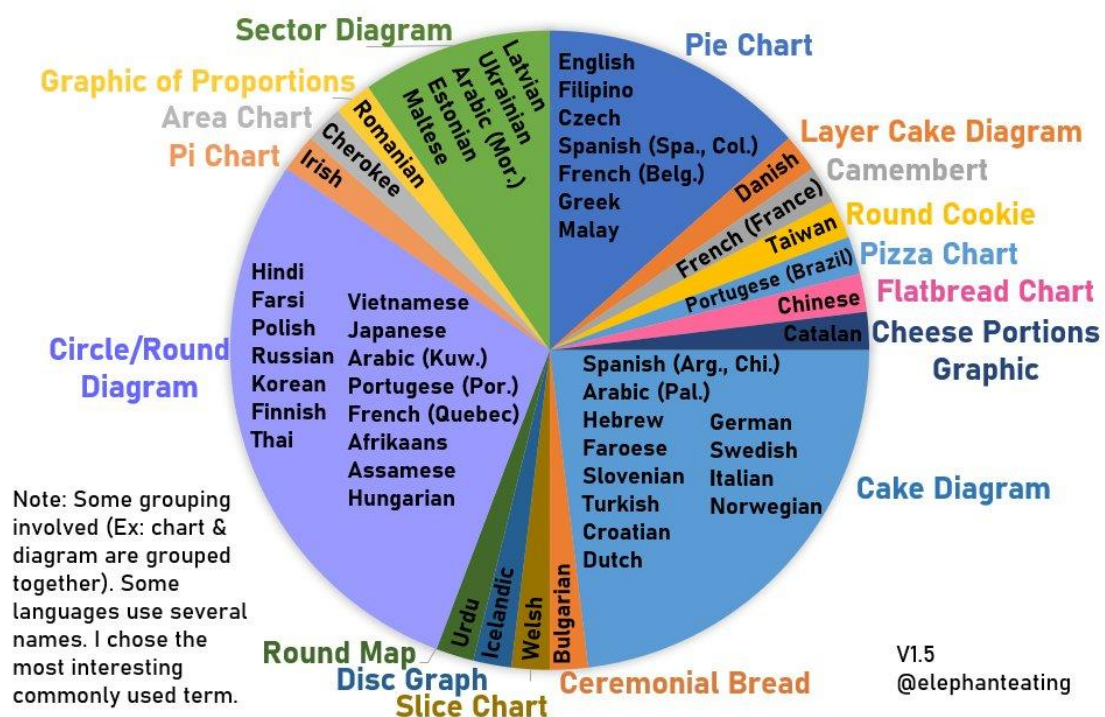 Sector Diagram
Graphic of Proportions
Area Chart
Pi Chart
Circle/Round
Diagram
Pie Chart
Layer Cake Diagram
Camembert
Round Cookie
Pizza Chart
Flatbread Chart
Cheese Portions
Graphic
Cake Diagram
Ceremonial Bread
Slice Chart
Disc Graph
Round Map
Latvian
Ukrainian
Arabic (Mor.)
Estonian
Maltese
Romanian
Cherokee
Irish
English
Filipino
Czech
Spanish (Spa., Col.)
French (Belg.)
Greek
Malay
Danish
French (France)
Taiwan
Portugese (Brazil)
Chinese
Catalan
Spanish (Arg., Chi.)
Arabic (Pal.)
Hebrew
Faroese
Slovenian
Turkish
Croatian
Dutch
German
Swedish
Italian
Norwegian
Bulgarian
Welsh
Icelandic
Urdu
Hindi
Farsi
Polish
Russian
Korean
Finnish
Thai
Vietnamese
Japanese
Arabic (Kuw.)
Portugese (Por.)
French (Quebec)
Afrikaans
Assamese
Hungarian
Note: Some grouping
involved (Ex: chart &
diagram are grouped
together). Some
languages use several
names. I chose the
most interesting
commonly used term.
V1.5
@elephanteating